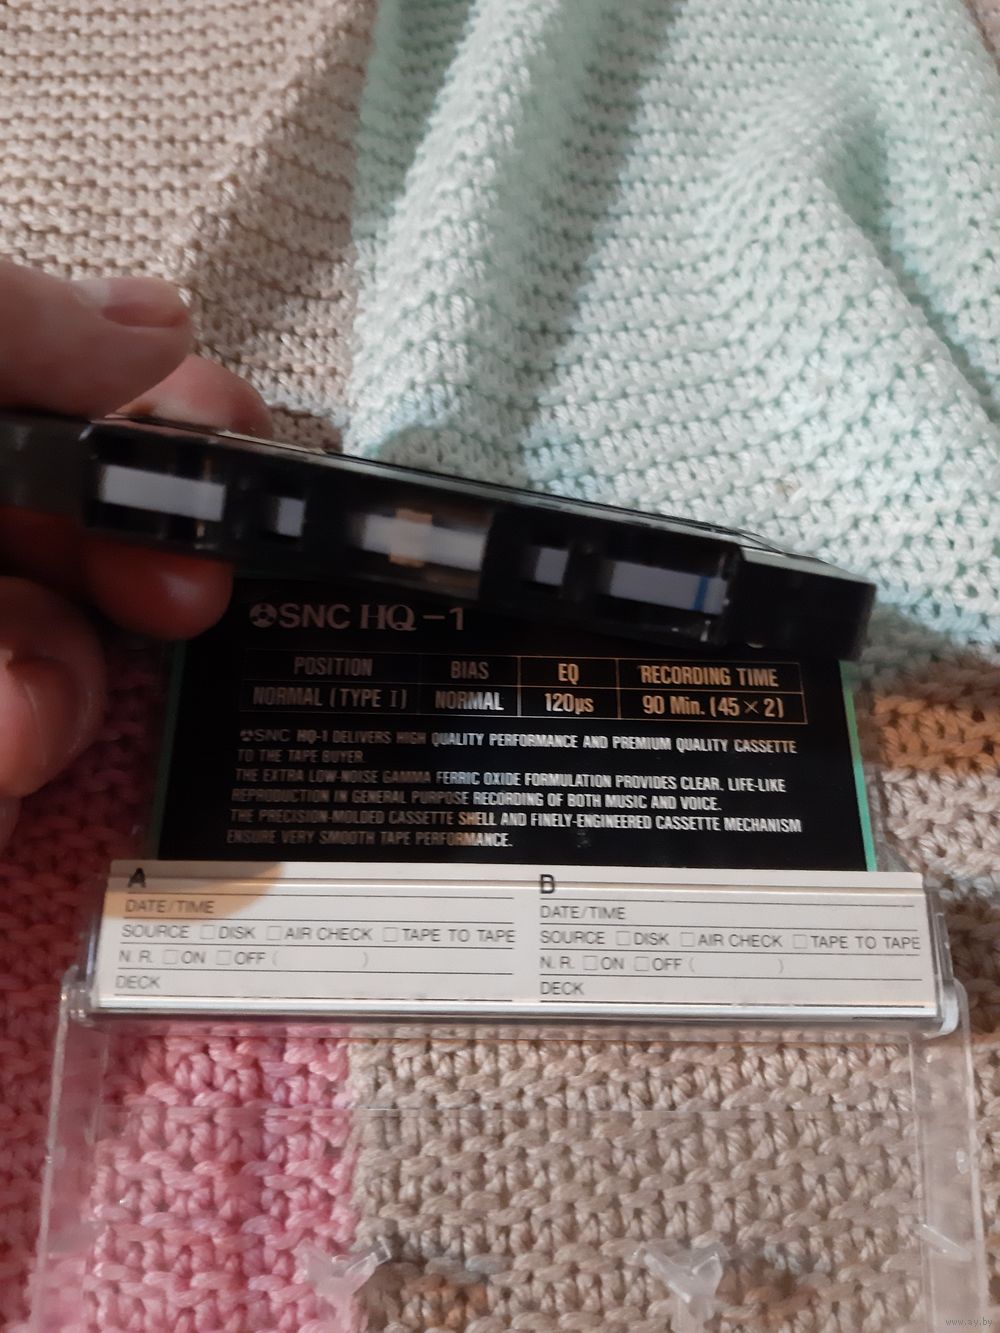 SNC HQ-1
POSITION BIAS EQ RECORDING TIME
NORMAL (TYPE I) NORMAL 120µs 90 Min. (45 × 2)
SNC HQ-1 DELIVERS HIGH QUALITY PERFORMANCE AND PREMIUM QUALITY CASSETTE
TO THE TAPE BUYER.
THE EXTRA LOW-NOISE GAMMA FERRIC OXIDE FORMULATION PROVIDES CLEAR, LIFE-LIKE
REPRODUCTION IN GENERAL PURPOSE RECORDING OF BOTH MUSIC AND VOICE.
THE PRECISION-MOLDED CASSETTE SHELL AND FINELY-ENGINEERED CASSETTE MECHANISM
ENSURE VERY SMOOTH TAPE PERFORMANCE.
A
DATE/TIME
SOURCE □DISK □AIR CHECK □TAPE TO TAPE
N. R. □ON □OFF ( )
DECK
B
DATE/TIME
SOURCE □DISK □AIR CHECK □TAPE TO TAPE
N. R. □ON □OFF ( )
DECK
www.ay.by